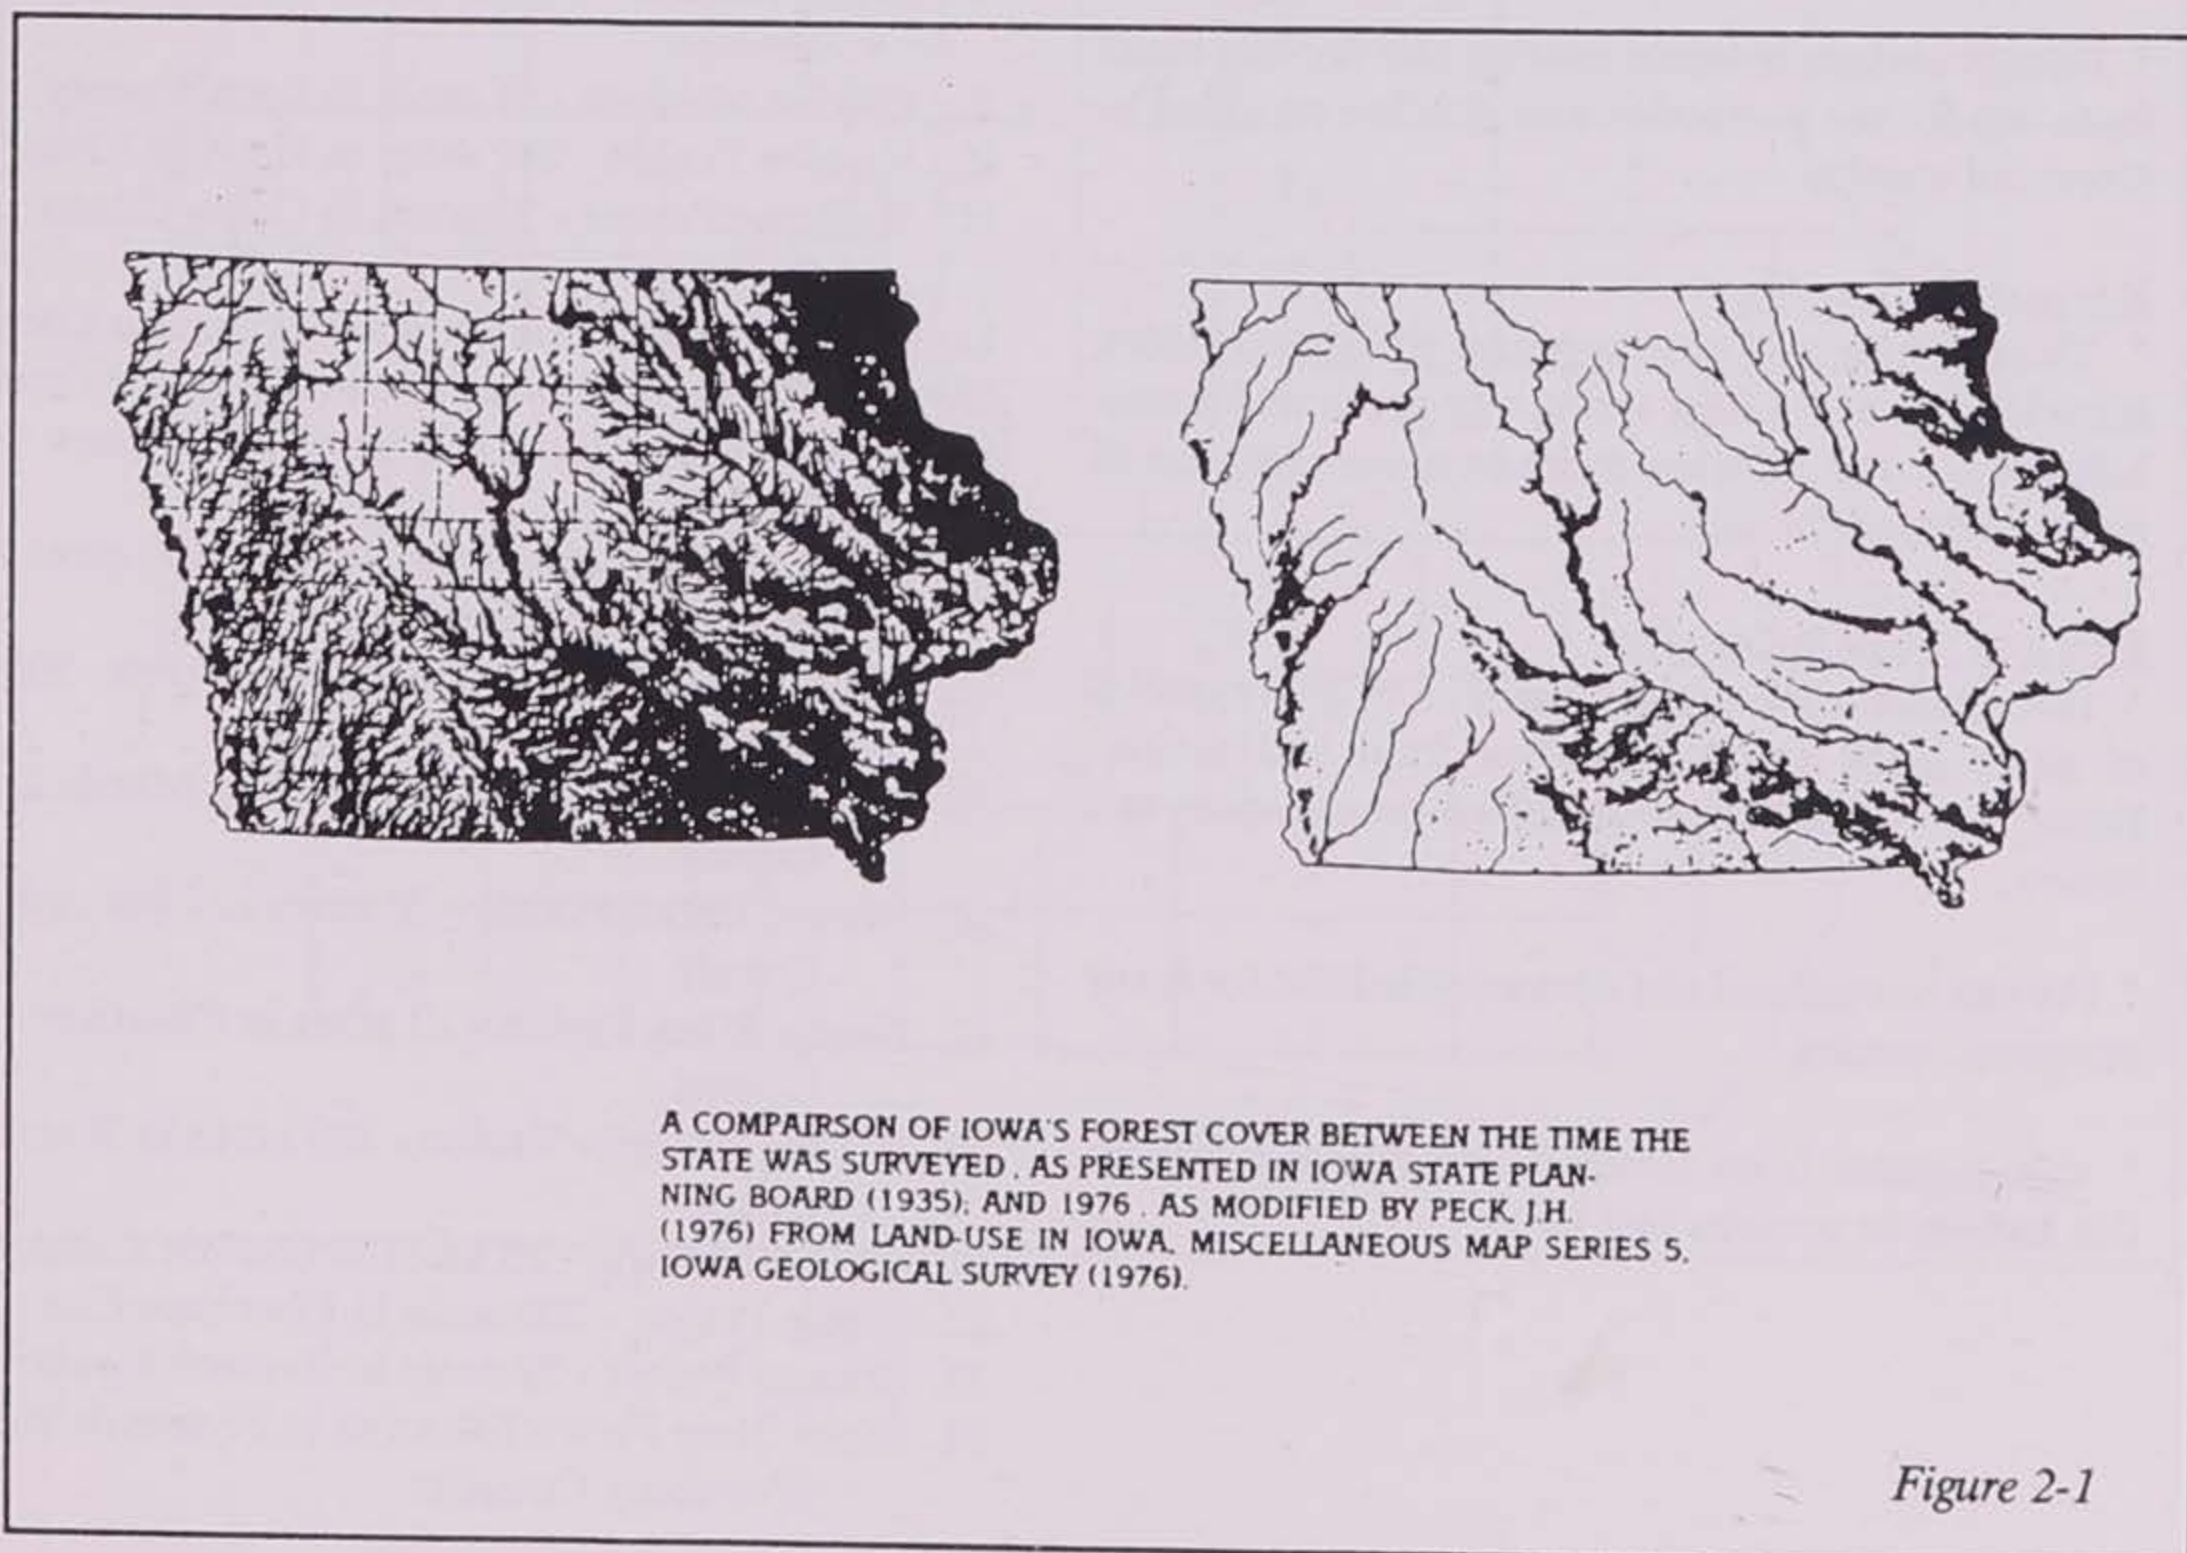 A COMPAIRSON OF IOWA'S FOREST COVER BETWEEN THE TIME THE
STATE WAS SURVEYED, AS PRESENTED IN IOWA STATE PLAN-
NING BOARD (1935); AND 1976, AS MODIFIED BY PECK, J.H.
(1976) FROM LAND-USE IN IOWA. MISCELLANEOUS MAP SERIES 5,
IOWA GEOLOGICAL SURVEY (1976).
Figure 2-1